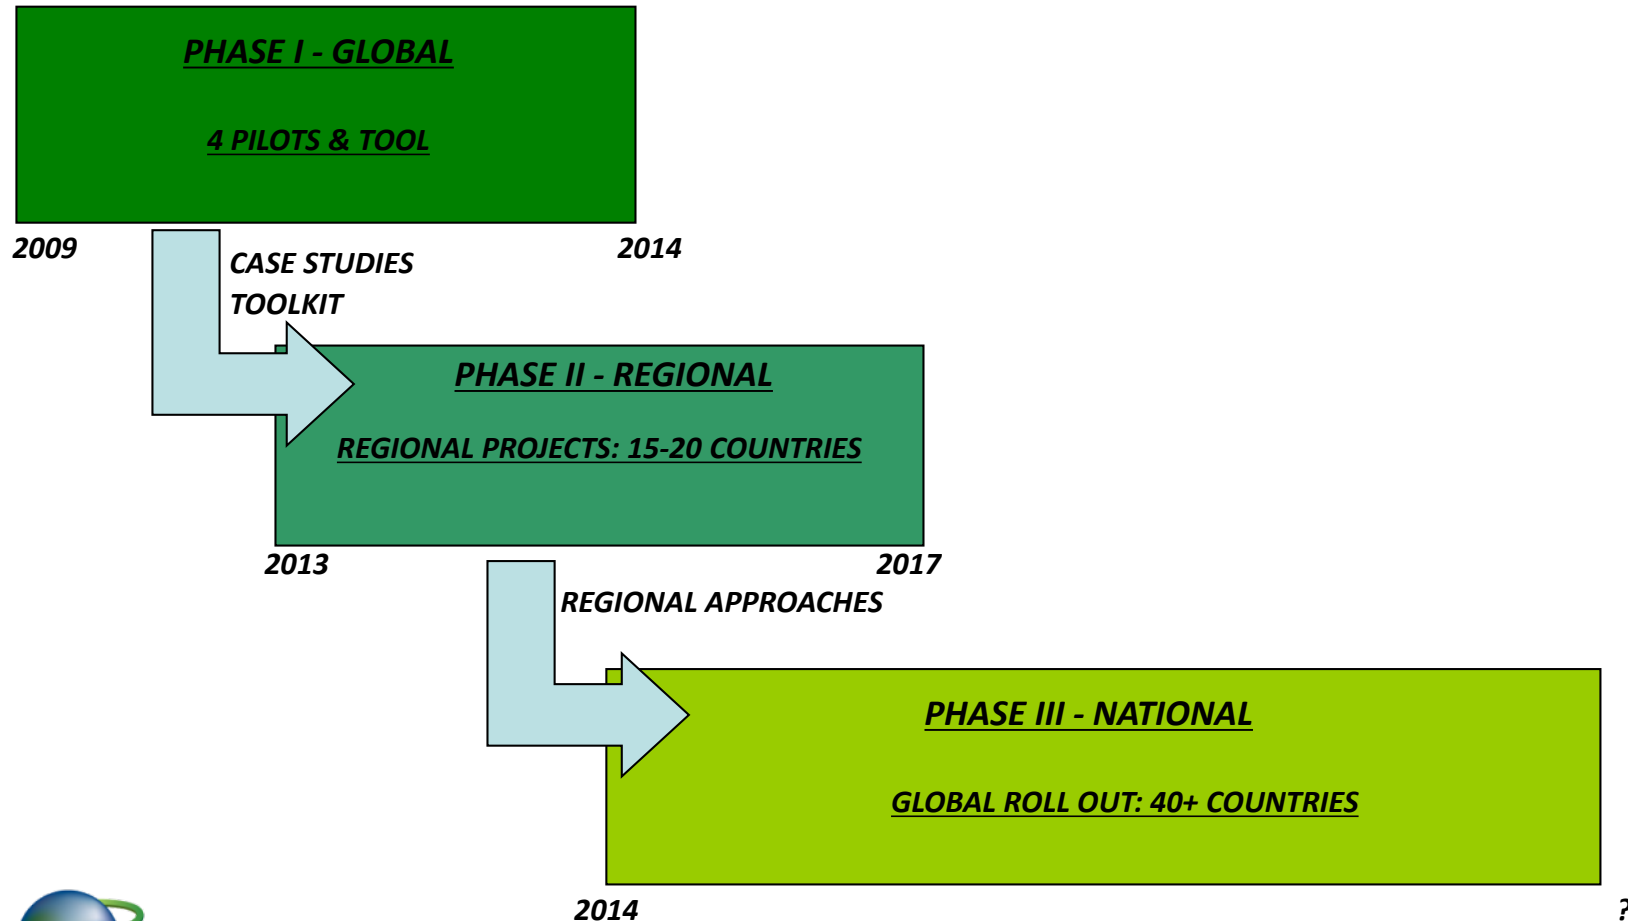 PHASE I - GLOBAL
4 PILOTS & TOOL
2009
2014
CASE STUDIES
TOOLKIT
PHASE II - REGIONAL
REGIONAL PROJECTS: 15-20 COUNTRIES
2013
2017
REGIONAL APPROACHES
PHASE III - NATIONAL
GLOBAL ROLL OUT: 40+ COUNTRIES
2014
?